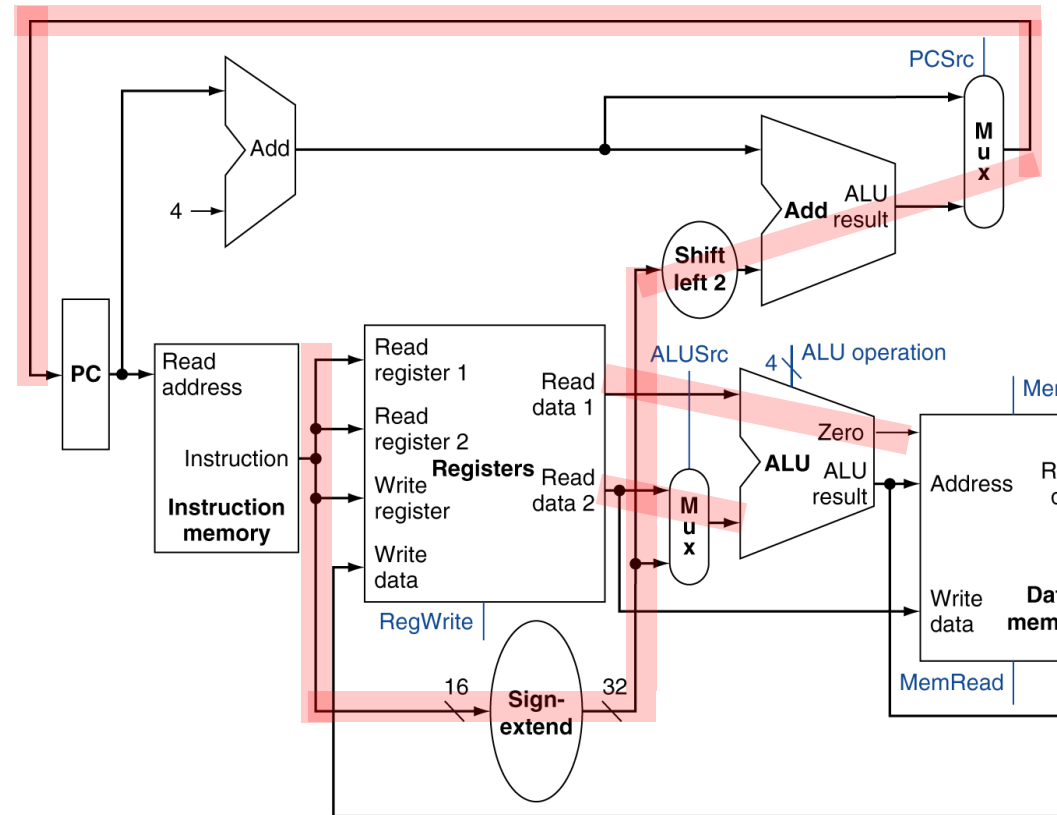 PCSrc
M
u
x
Add
4
Add
ALU
result
Shift
left 2
PC
Read
address
Instruction
Instruction
memory
Read
register 1
Read
register 2
Write
register
Write
data
Registers
Read
data 1
Read
data 2
RegWrite
ALUSrc
M
u
x
4
ALU operation
Zero
ALU
ALU
result
Address
Write
data
MemRead
16
Sign-
extend
32